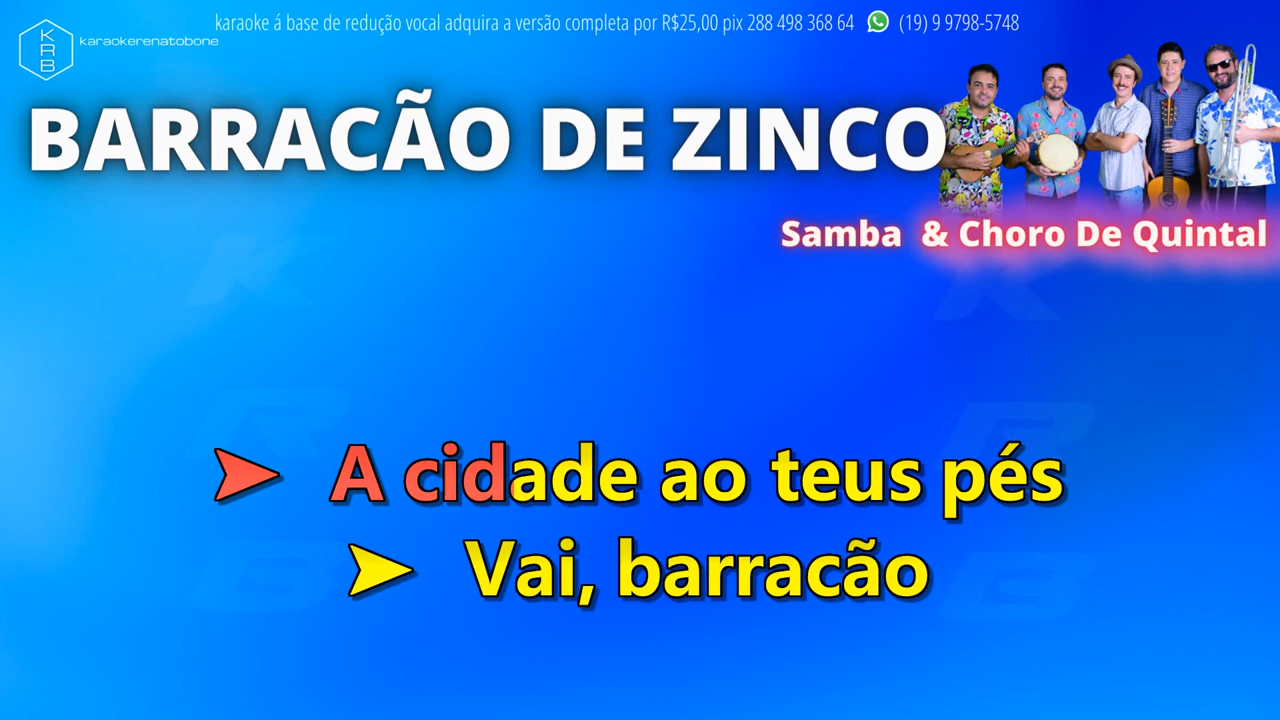 karaoke á base de redução vocal adquira a versão completa por R$25,00 pix 288 498 368 64 (19) 9 9798-5748
KRB
karaokerenatobone
BARRACÃO DE ZINCO
Samba & Choro De Quintal
K K
R R
B B
A cidade ao teus pés
Vai, barracão